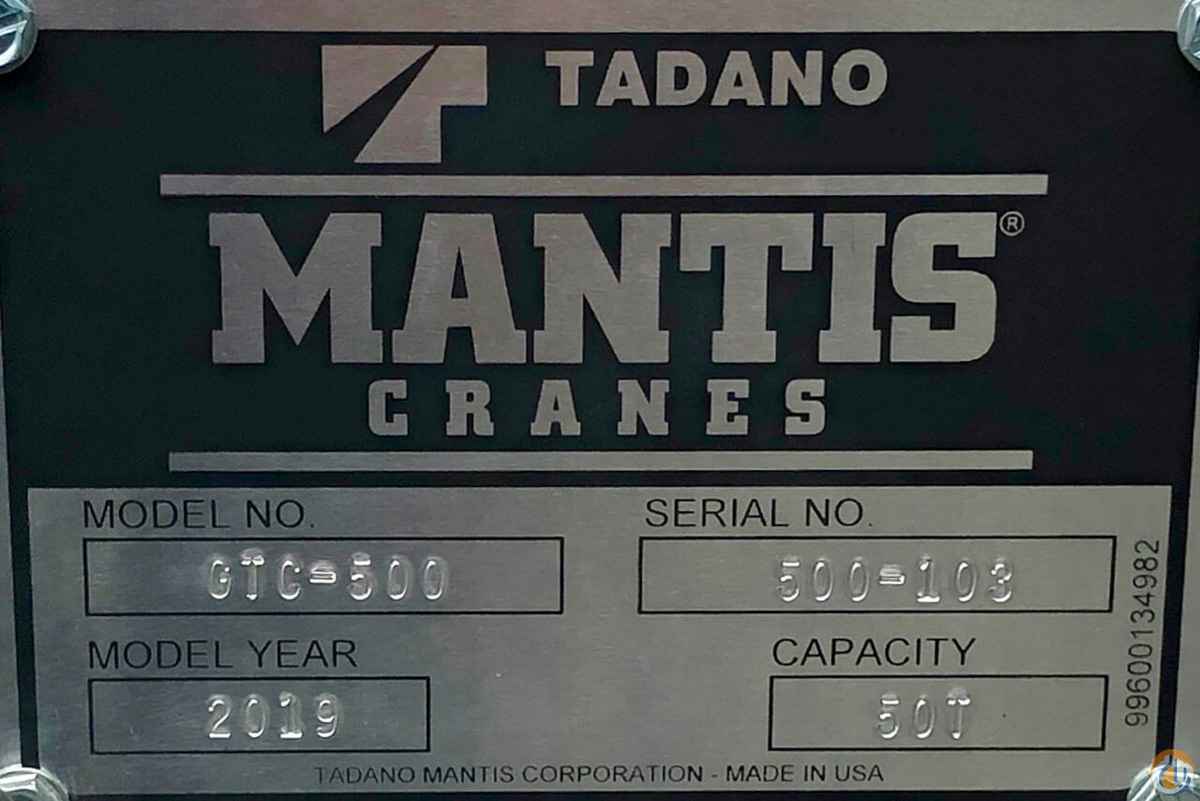 TADANO
MANTIS®
CRANES
MODEL NO.
GTC-500
SERIAL NO.
500-103
MODEL YEAR
2019
CAPACITY
50T
99600134982
TADANO MANTIS CORPORATION - MADE IN USA